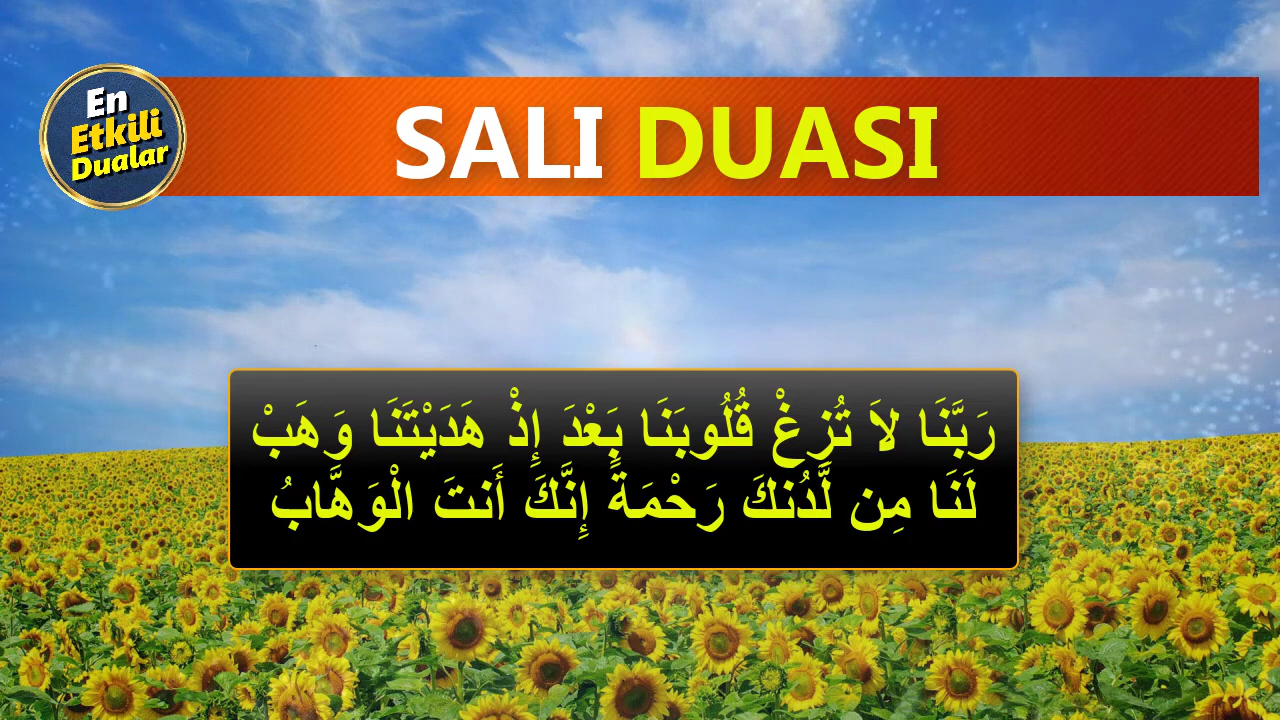 En
Etkili
Dualar
SALI DUASI
رَبَّنَا لاَ تُزِغْ قُلُوبَنَا بَعْدَ إِذْ هَدَيْتَنَا وَهَبْ
لَنَا مِن لَّدُنكَ رَحْمَةً إِنَّكَ أَنتَ الْوَهَّابُ